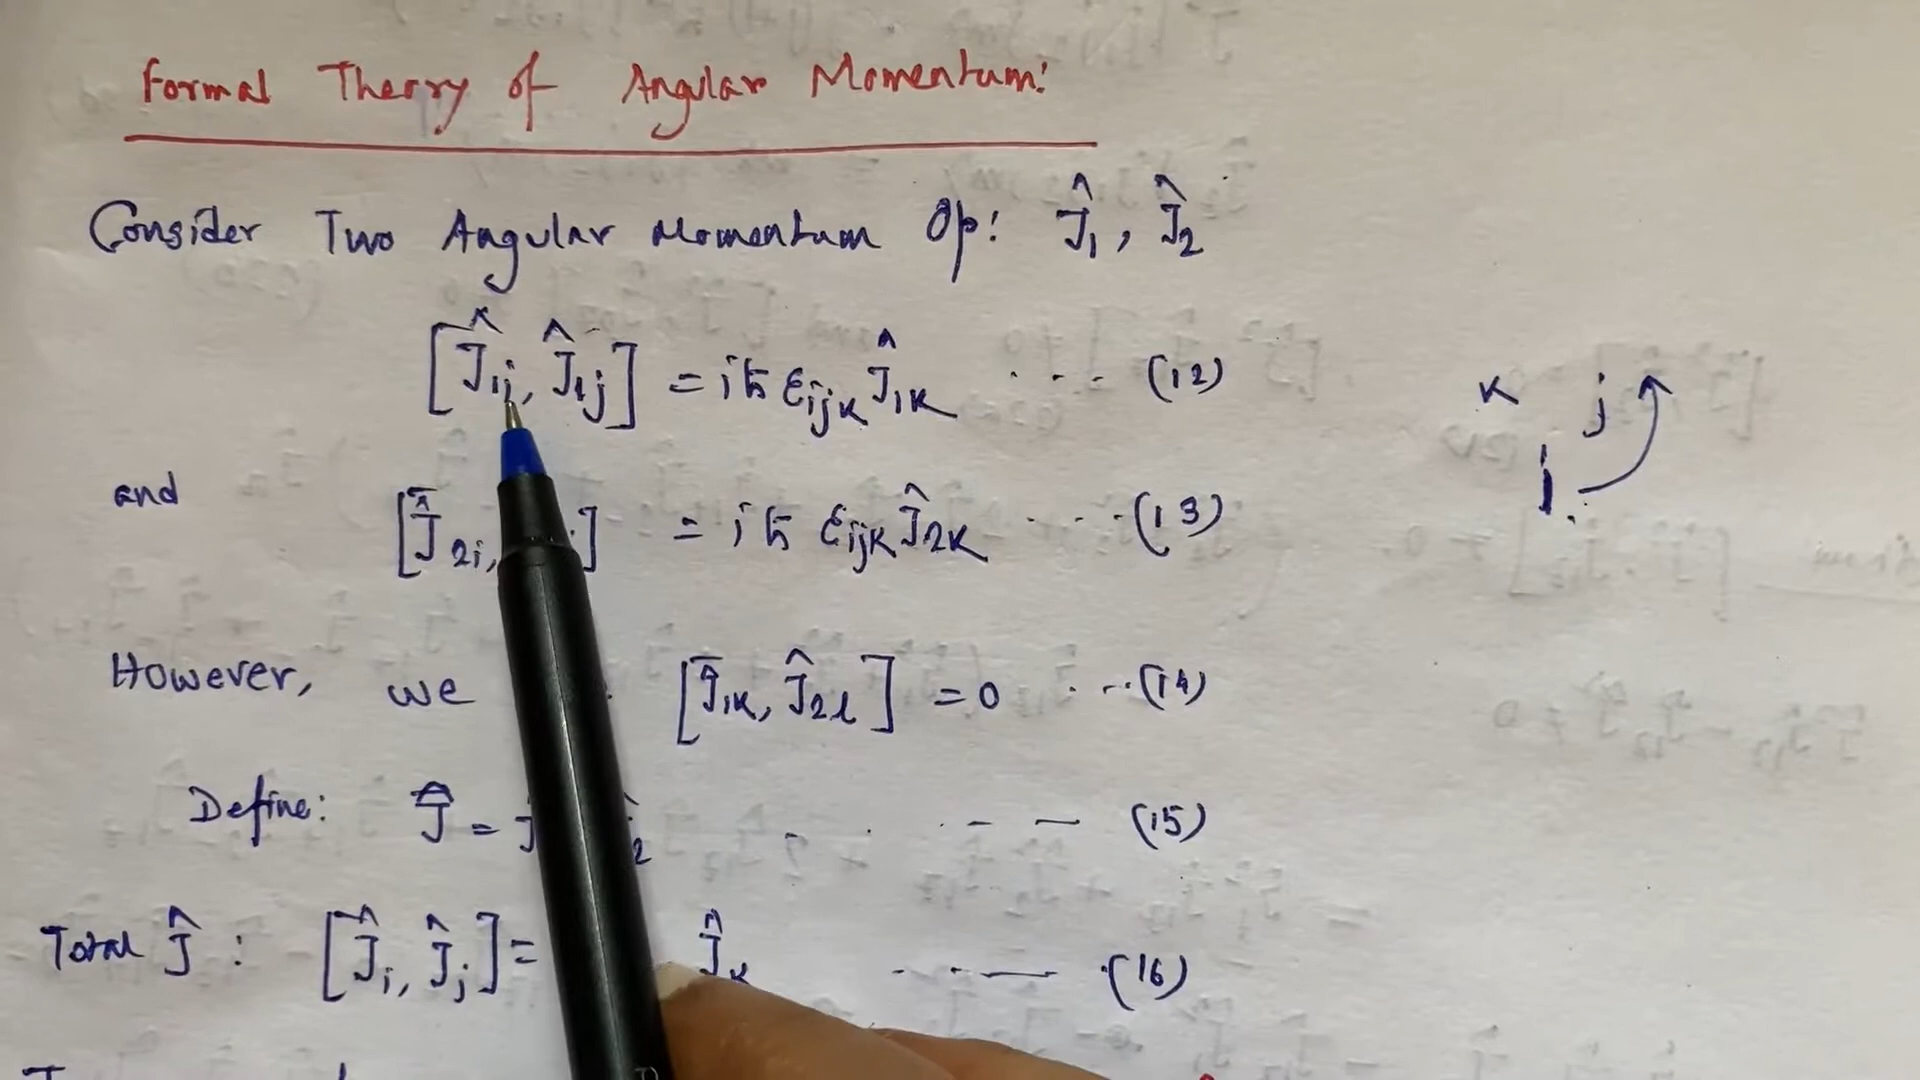 Formal Theory of Angular Momentum:
Consider Two Angular Momentum Op: Ĵ₁, Ĵ₂
[Ĵ₁ᵢ, Ĵ₁ⱼ] = iħ εᵢⱼₖ Ĵ₁ₖ ... (12)
k j
i
and [Ĵ₂ᵢ, ] = iħ εᵢⱼₖ Ĵ₂ₖ ... (13)
However, we [Ĵ₁ₖ, Ĵ₂ₗ] = 0 ... (14)
Define: Ĵ = J ₂ ... (15)
Total Ĵ : [Ĵᵢ, Ĵⱼ] = Ĵₖ ... (16)